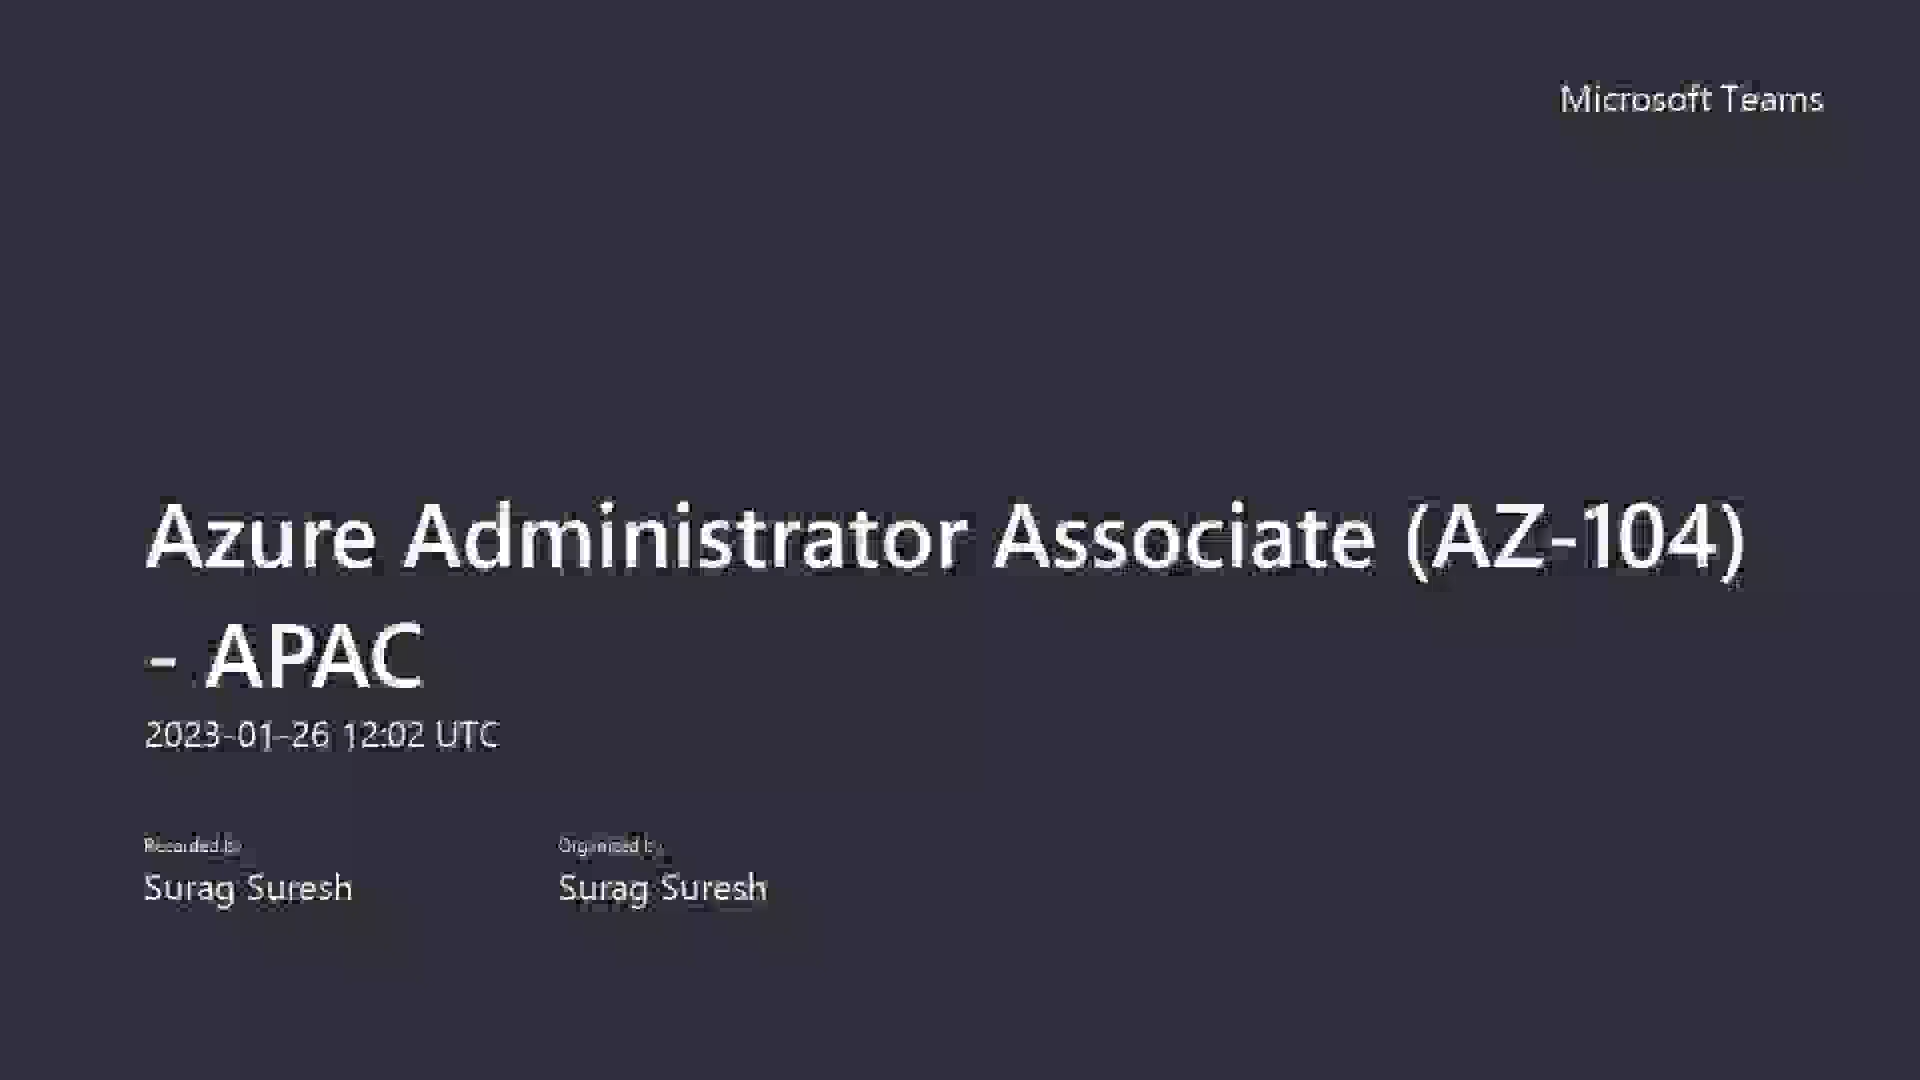 Microsoft Teams
Azure Administrator Associate (AZ-104)
- APAC
2023-01-26 12:02 UTC
Recorded by
Organized by
Surag Suresh
Surag Suresh